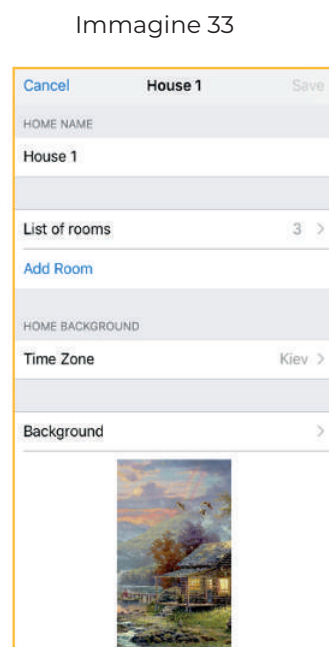 Immagine 33
Cancel House 1 Save
HOME NAME
House 1
List of rooms 3
Add Room
HOME BACKGROUND
Time Zone Kiev
Background